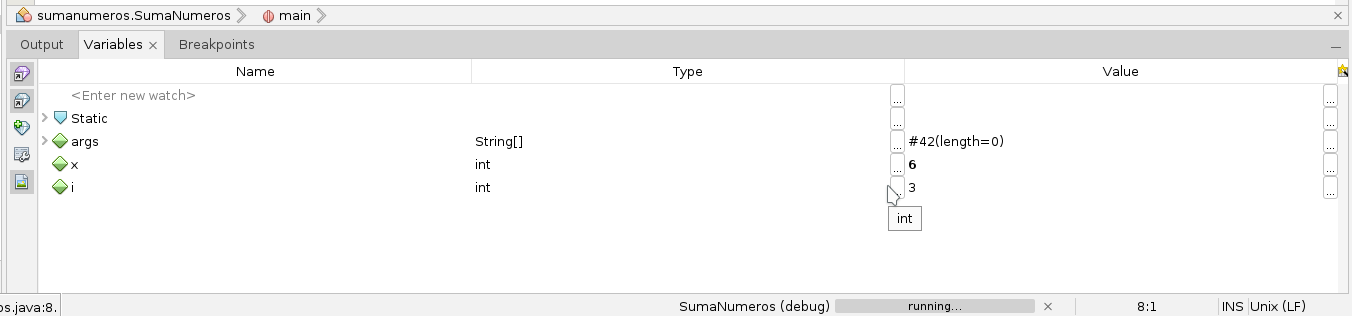 sumanumeros.SumaNumeros main
Output Variables Breakpoints
Name Type Value
<Enter new watch> ... ...
Static ... ...
args String[] ... #42(length=0) ...
x int ... 6 ...
i int ... 3 ...
int
os.java:8. SumaNumeros (debug) running... 8:1 INS Unix (LF)